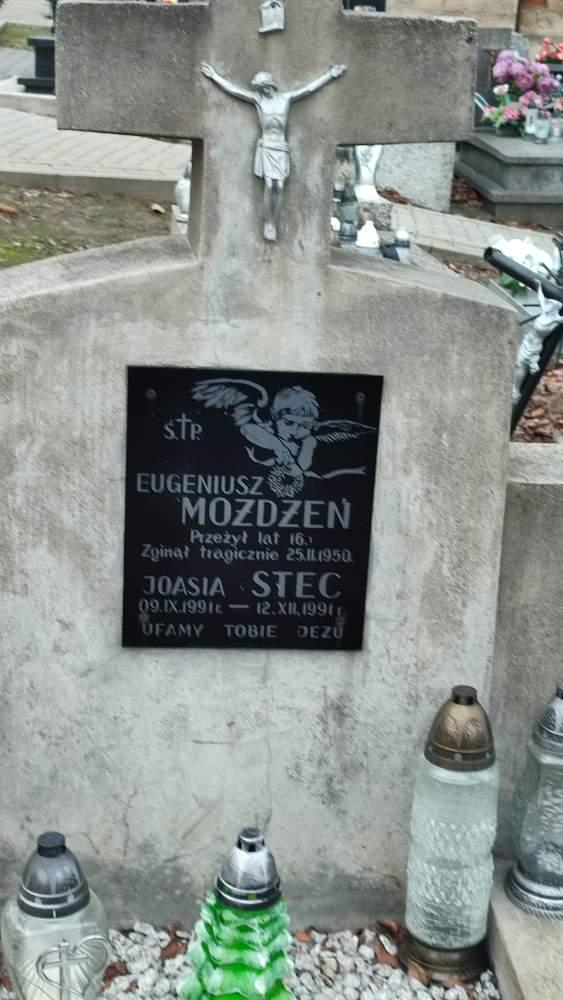 Ś.†P.
EUGENIUSZ
MOŻDŻEŃ
Przeżył lat 16.
Zginął tragicznie 25.II.1950.
JOASIA STEC
09.IX.1991r. — 12.XII.1991r.
UFAMY TOBIE JEZU